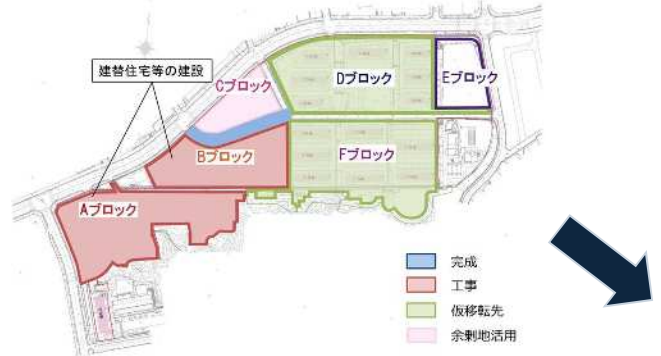 建替住宅等の建設
Cブロック
Dブロック
Eブロック
Bブロック
Fブロック
Aブロック
完成
工事
仮移転先
余剰地活用